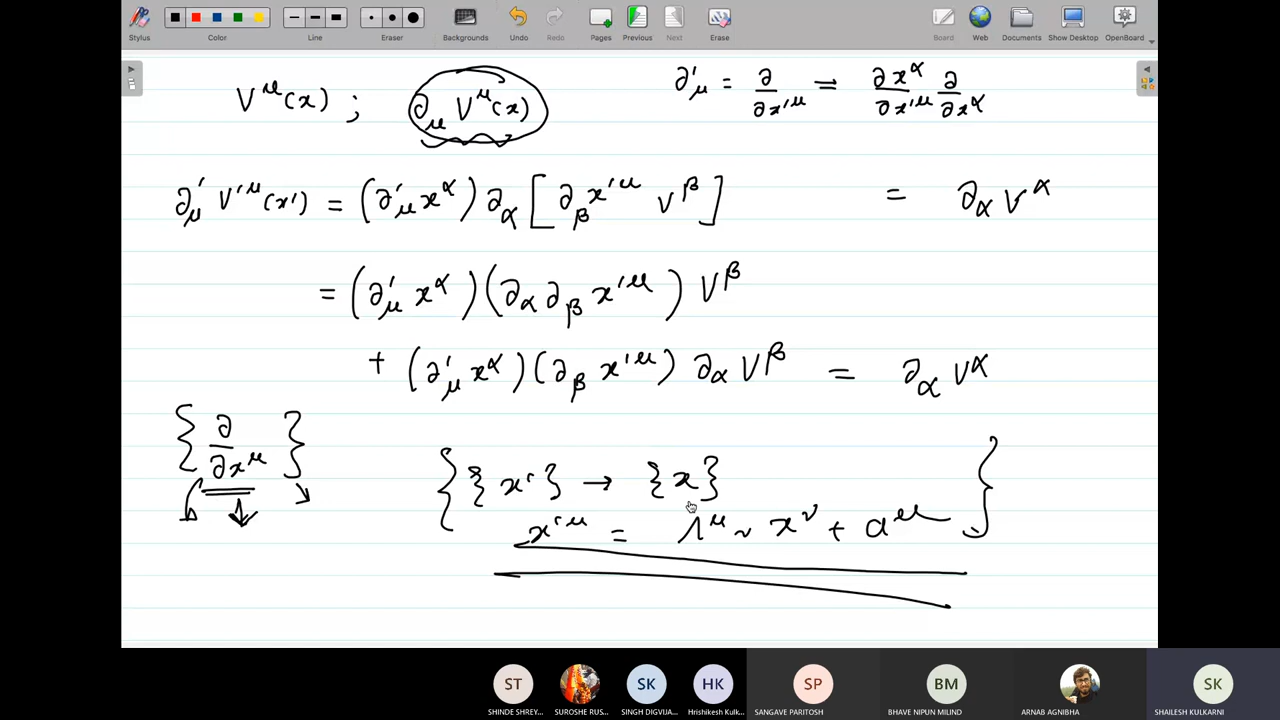 Stylus Color Line Eraser Backgrounds Undo Redo Pages Previous Next Erase Board Web Documents Show Desktop OpenBoard
V^μ(x) ; ∂_μ V^μ(x) ∂'_μ = ∂/∂x'^μ = ∂x^α/∂x'^μ ∂/∂x^α
∂'_μ V'^μ(x') = (∂'_μ x^α) ∂_α [ ∂_β x'^μ V^β ] = ∂_α V^α
= (∂'_μ x^α)(∂_α ∂_β x'^μ) V^β
+ (∂'_μ x^α)(∂_β x'^μ) ∂_α V^β = ∂_α V^α
{ ∂/∂x^μ }
{ {x'} → {x}
x'^μ = Λ^μ_ν x^ν + a^μ }
ST SK HK SP BM SK
SHINDE SHREY... SUROSHE RUS... SINGH DIGVIJA... Hrishikesh Kulk... SANGAVE PARITOSH BHAVE NIPUN MILIND ARNAB AGNIBHA SHAILESH KULKARNI